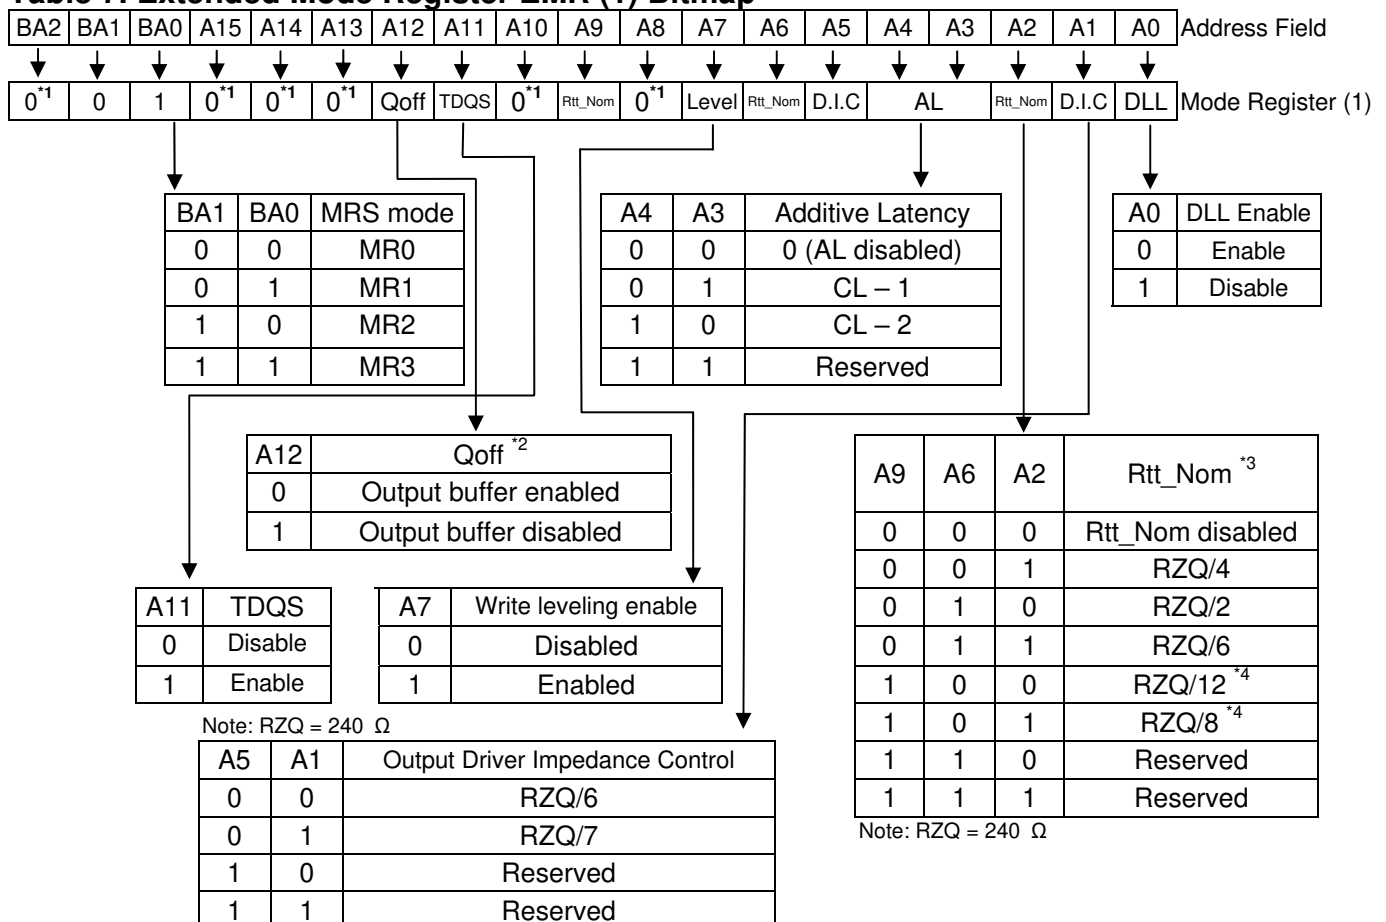 Table 7. Extended Mode Register EMR (1) Bitmap
BA2 BA1 BA0 A15 A14 A13 A12 A11 A10 A9 A8 A7 A6 A5 A4 A3 A2 A1 A0 Address Field
0*1 0 1 0*1 0*1 0*1 Qoff TDQS 0*1 Rtt_Nom 0*1 Level Rtt_Nom D.I.C AL Rtt_Nom D.I.C DLL Mode Register (1)
BA1 BA0 MRS mode
0 0 MR0
0 1 MR1
1 0 MR2
1 1 MR3
A4 A3 Additive Latency
0 0 0 (AL disabled)
0 1 CL – 1
1 0 CL – 2
1 1 Reserved
A0 DLL Enable
0 Enable
1 Disable
A12 Qoff *2
0 Output buffer enabled
1 Output buffer disabled
A9 A6 A2 Rtt_Nom *3
0 0 0 Rtt_Nom disabled
0 0 1 RZQ/4
0 1 0 RZQ/2
0 1 1 RZQ/6
1 0 0 RZQ/12 *4
1 0 1 RZQ/8 *4
1 1 0 Reserved
1 1 1 Reserved
Note: RZQ = 240 Ω
A11 TDQS
0 Disable
1 Enable
A7 Write leveling enable
0 Disabled
1 Enabled
Note: RZQ = 240 Ω
A5 A1 Output Driver Impedance Control
0 0 RZQ/6
0 1 RZQ/7
1 0 Reserved
1 1 Reserved